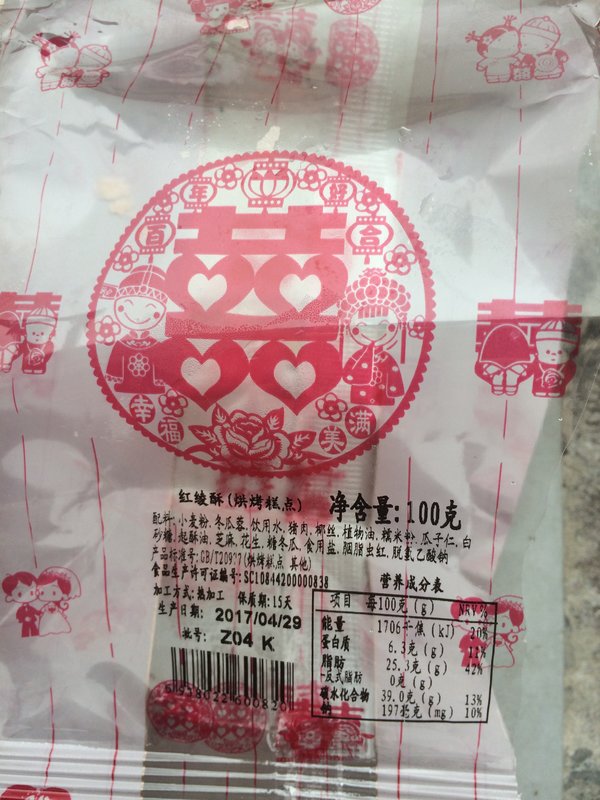 百年好合
囍
幸福
美满
红绫酥(烘烤糕点) 净含量:100克
配料:小麦粉,冬瓜蓉,饮用水,猪肉,椰丝,植物油,糯米粉,瓜子仁,白
砂糖,起酥油,芝麻,花生,糖冬瓜,食用盐,胭脂虫红,脱氢乙酸钠
产品标准号:GB/T20977(烘烤糕点 其他)
食品生产许可证编号:SC10844200000838
加工方式:热加工 保质期:15天
生产日期: 2017/04/29
批号: Z04 K
营养成分表
项目 每100克(g) NRV%
能量 1706千焦(kJ) 20%
蛋白质 6.3克(g) 11%
脂肪 25.3克(g) 42%
-反式脂肪 0克(g)
碳水化合物 39.0克(g) 13%
钠 197毫克(mg) 10%